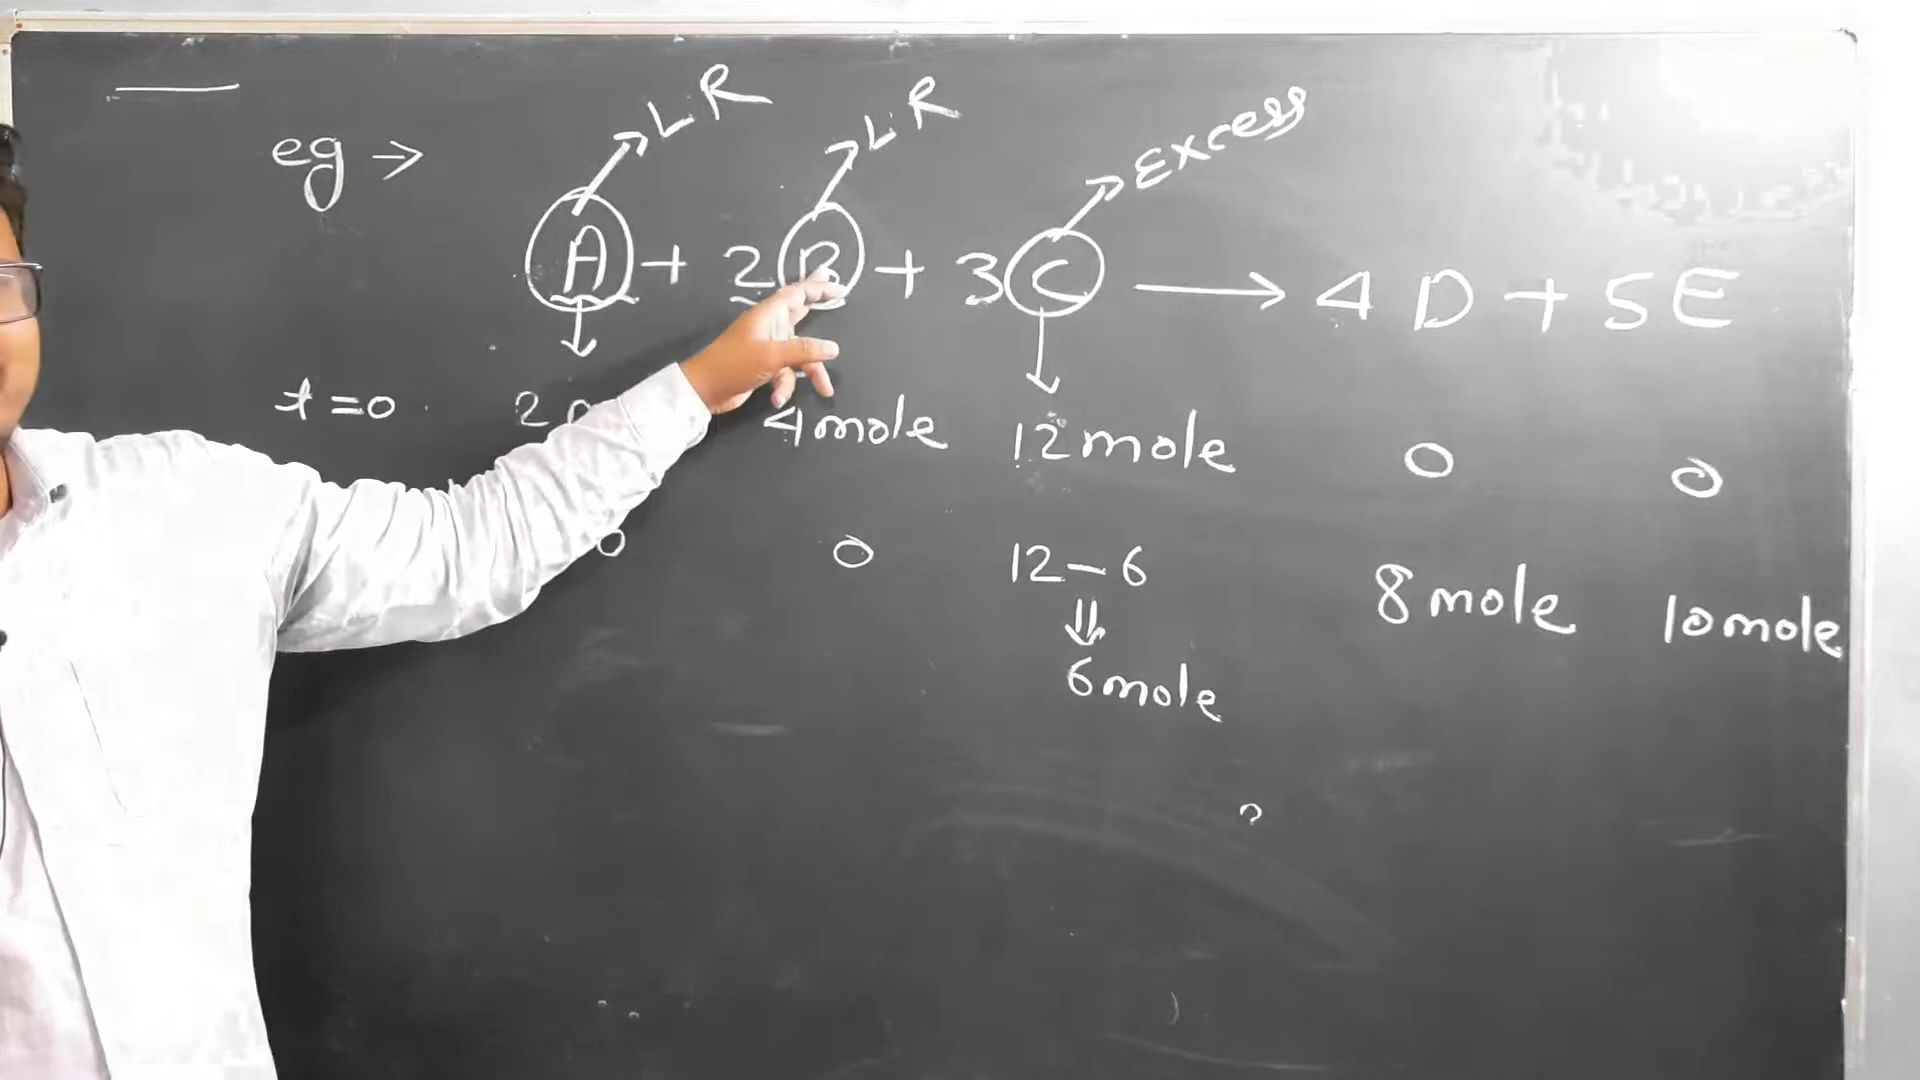 eg →
LR LR Excess
A + 2B + 3C ⟶ 4D + 5E
t=0 2 4mole 12mole 0 0
0 0 12-6 8mole 10mole
⇓
6mole